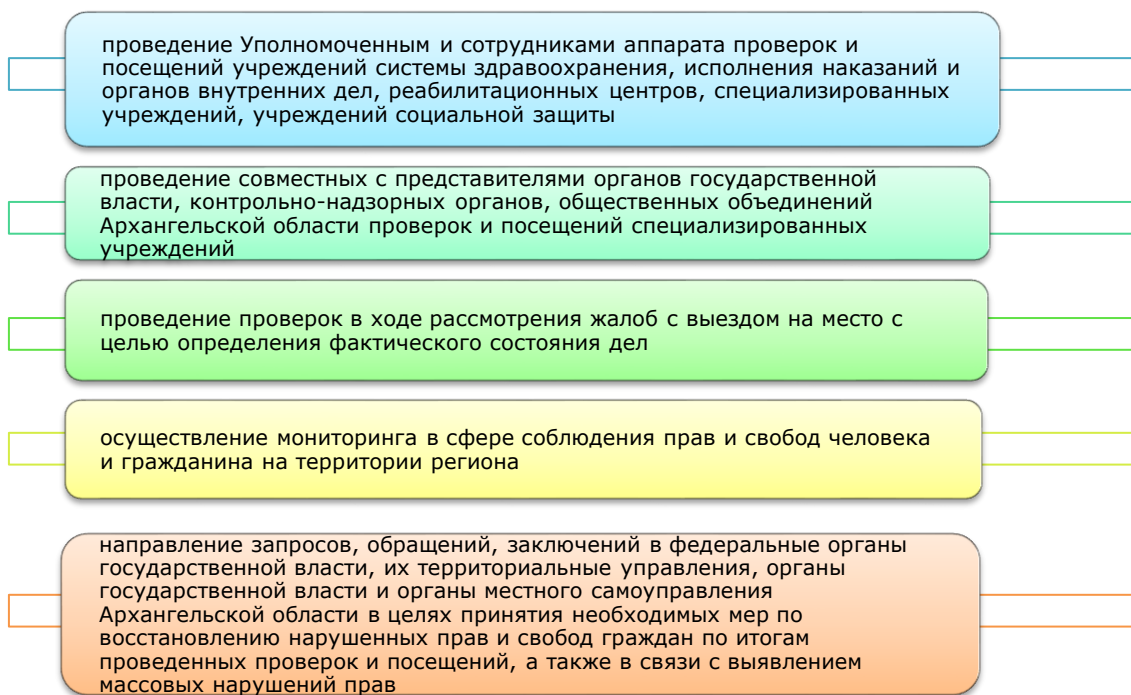 проведение Уполномоченным и сотрудниками аппарата проверок и
посещений учреждений системы здравоохранения, исполнения наказаний и
органов внутренних дел, реабилитационных центров, специализированных
учреждений, учреждений социальной защиты
проведение совместных с представителями органов государственной
власти, контрольно-надзорных органов, общественных объединений
Архангельской области проверок и посещений специализированных
учреждений
проведение проверок в ходе рассмотрения жалоб с выездом на место с
целью определения фактического состояния дел
осуществление мониторинга в сфере соблюдения прав и свобод человека
и гражданина на территории региона
направление запросов, обращений, заключений в федеральные органы
государственной власти, их территориальные управления, органы
государственной власти и органы местного самоуправления
Архангельской области в целях принятия необходимых мер по
восстановлению нарушенных прав и свобод граждан по итогам
проведенных проверок и посещений, а также в связи с выявлением
массовых нарушений прав